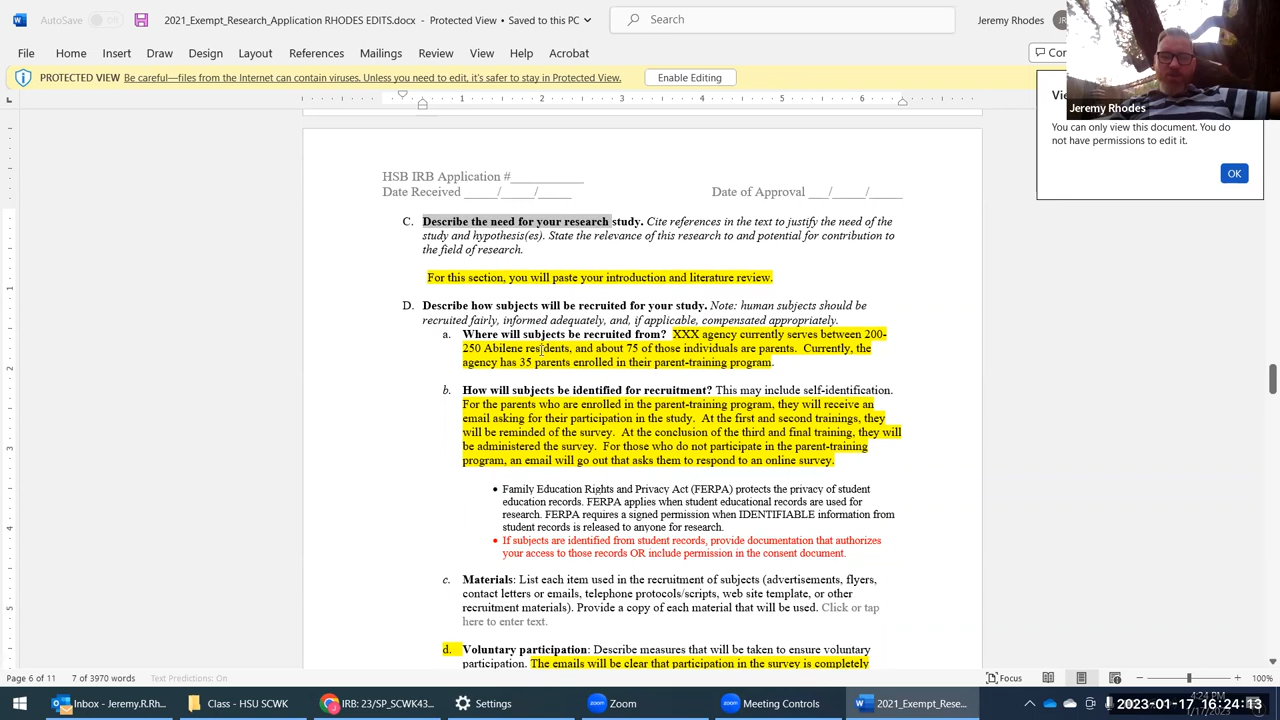 AutoSave Off 2021_Exempt_Research_Application RHODES EDITS.docx - Protected View • Saved to this PC Search Jeremy Rhodes
File Home Insert Draw Design Layout References Mailings Review View Help Acrobat
PROTECTED VIEW Be careful—files from the Internet can contain viruses. Unless you need to edit, it's safer to stay in Protected View. Enable Editing
Jeremy Rhodes
You can only view this document. You do
not have permissions to edit it.
OK
1 2 3 4 5 6
HSB IRB Application #__________
Date Received _____/_____/_____ Date of Approval ___/_____/_____
C. Describe the need for your research study. Cite references in the text to justify the need of the
study and hypothesis(es). State the relevance of this research to and potential for contribution to
the field of research.
For this section, you will paste your introduction and literature review.
D. Describe how subjects will be recruited for your study. Note: human subjects should be
recruited fairly, informed adequately, and, if applicable, compensated appropriately.
a. Where will subjects be recruited from? XXX agency currently serves between 200-
250 Abilene residents, and about 75 of those individuals are parents. Currently, the
agency has 35 parents enrolled in their parent-training program.
b. How will subjects be identified for recruitment? This may include self-identification.
For the parents who are enrolled in the parent-training program, they will receive an
email asking for their participation in the study. At the first and second trainings, they
will be reminded of the survey. At the conclusion of the third and final training, they will
be administered the survey. For those who do not participate in the parent-training
program, an email will go out that asks them to respond to an online survey.
• Family Education Rights and Privacy Act (FERPA) protects the privacy of student
education records. FERPA applies when student educational records are used for
research. FERPA requires a signed permission when IDENTIFIABLE information from
student records is released to anyone for research.
• If subjects are identified from student records, provide documentation that authorizes
your access to those records OR include permission in the consent document.
c. Materials: List each item used in the recruitment of subjects (advertisements, flyers,
contact letters or emails, telephone protocols/scripts, web site template, or other
recruitment materials). Provide a copy of each material that will be used. Click or tap
here to enter text.
d. Voluntary participation: Describe measures that will be taken to ensure voluntary
participation. The emails will be clear that participation in the survey is completely
Page 6 of 11 7 of 3970 words Text Predictions: On Focus 100%
Inbox - Jeremy.R.Rh... Class - HSU SCWK IRB: 23/SP_SCWK43... Settings Zoom Meeting Controls 2021_Exempt_Rese...
4:24 PM
2023-01-17 16:24:13